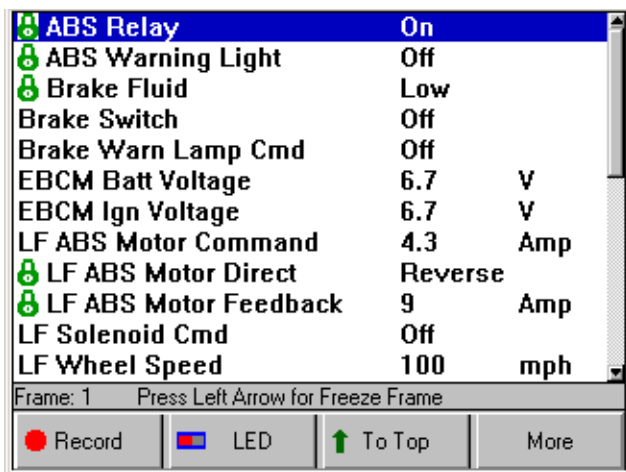 ABS Relay On
ABS Warning Light Off
Brake Fluid Low
Brake Switch Off
Brake Warn Lamp Cmd Off
EBCM Batt Voltage 6.7 V
EBCM Ign Voltage 6.7 V
LF ABS Motor Command 4.3 Amp
LF ABS Motor Direct Reverse
LF ABS Motor Feedback 9 Amp
LF Solenoid Cmd Off
LF Wheel Speed 100 mph
Frame: 1 Press Left Arrow for Freeze Frame
Record LED To Top More